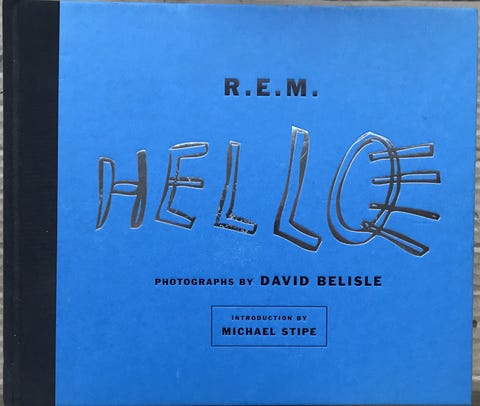 R.E.M.
HELLO
PHOTOGRAPHS BY DAVID BELISLE
INTRODUCTION BY
MICHAEL STIPE